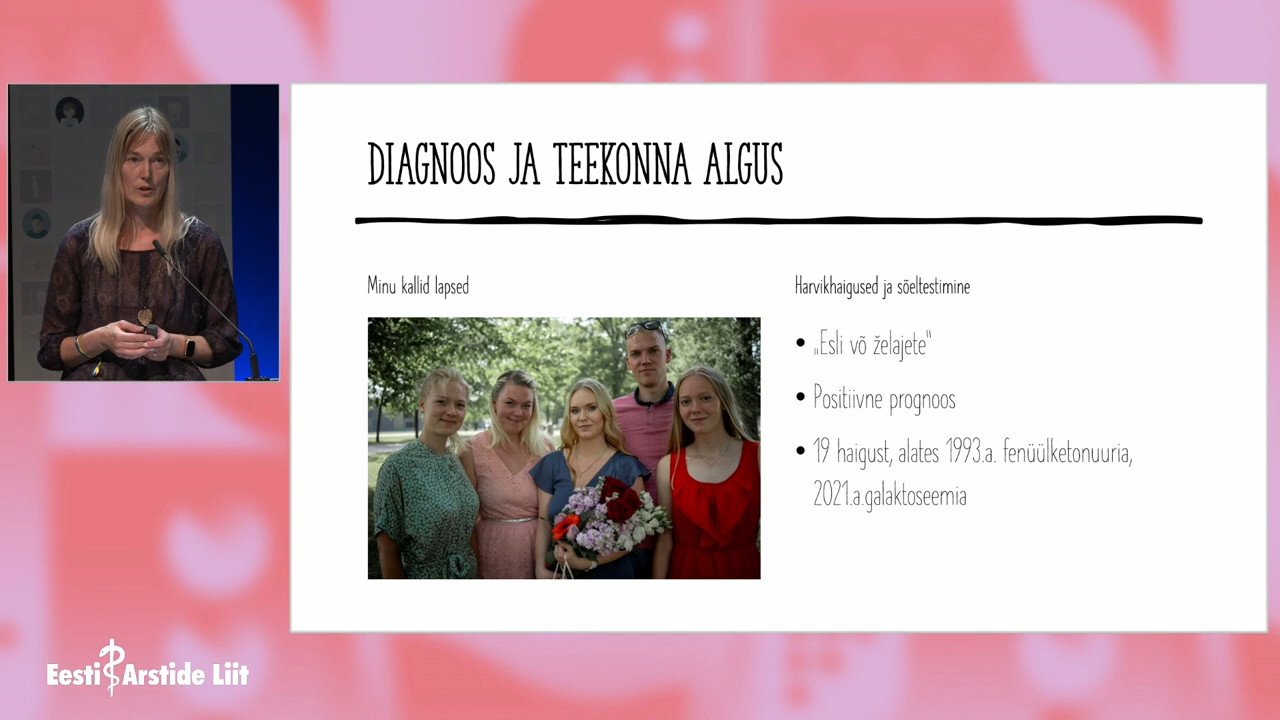 DIAGNOOS JA TEEKONNA ALGUS
Minu kallid lapsed
Harvikhaigused ja sõeltestimine
• „Esli võ želajete“
• Positiivne prognoos
• 19 haigust, alates 1993.a. fenüülketonuuria,
2021.a.galaktoseemia
Eesti Arstide Liit